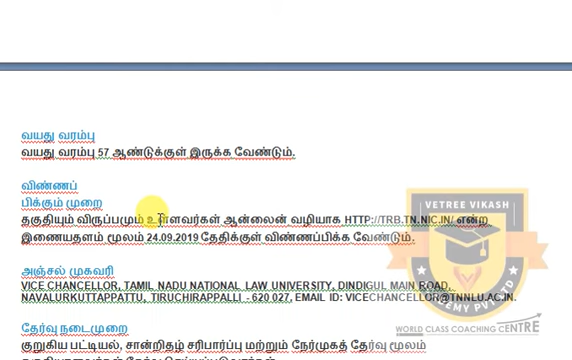 வயது வரம்பு
வயது வரம்பு 57 ஆண்டுக்குள் இருக்க வேண்டும்.
விண்ணப்
பிக்கும் முறை
தகுதியும் விருப்பமும் உள்ளவர்கள் ஆன்லைன் வழியாக HTTP://TRB.TN.NIC.IN/ என்ற
இணையதளம் மூலம் 24.09.2019 தேதிக்குள் விண்ணப்பிக்க வேண்டும்.
அஞ்சல் முகவரி
VICE CHANCELLOR, TAMIL NADU NATIONAL LAW UNIVERSITY, DINDIGUL MAIN ROAD,
NAVALURKUTTAPATTU, TIRUCHIRAPPALLI - 620 027, EMAIL ID: VICECHANCELLOR@TNNLU.AC.IN.
தேர்வு நடைமுறை
குறுகிய பட்டியல், சான்றிதழ் சரிபார்ப்பு மற்றும் நேர்முகத் தேர்வு மூலம்
VETREE VIKASH
ACADEMY PVT LTD
WORLD CLASS COACHING CENTRE